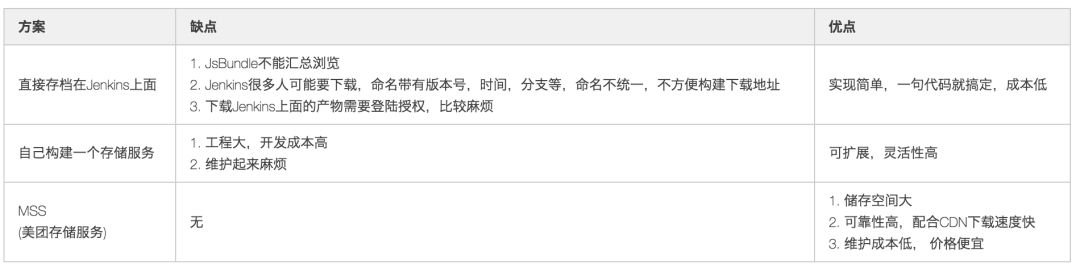 方案 缺点 优点
直接存档在Jenkins上面
1. JsBundle不能汇总浏览
2. Jenkins很多人可能要下载，命名带有版本号，时间，分支等，命名不统一，不方便构建下载地址
3. 下载Jenkins上面的产物需要登陆授权，比较麻烦
实现简单，一句代码就搞定，成本低
自己构建一个存储服务
1. 工程大，开发成本高
2. 维护起来麻烦
可扩展，灵活性高
MSS
(美团存储服务)
无
1. 储存空间大
2. 可靠性高，配合CDN下载速度快
3. 维护成本低， 价格便宜